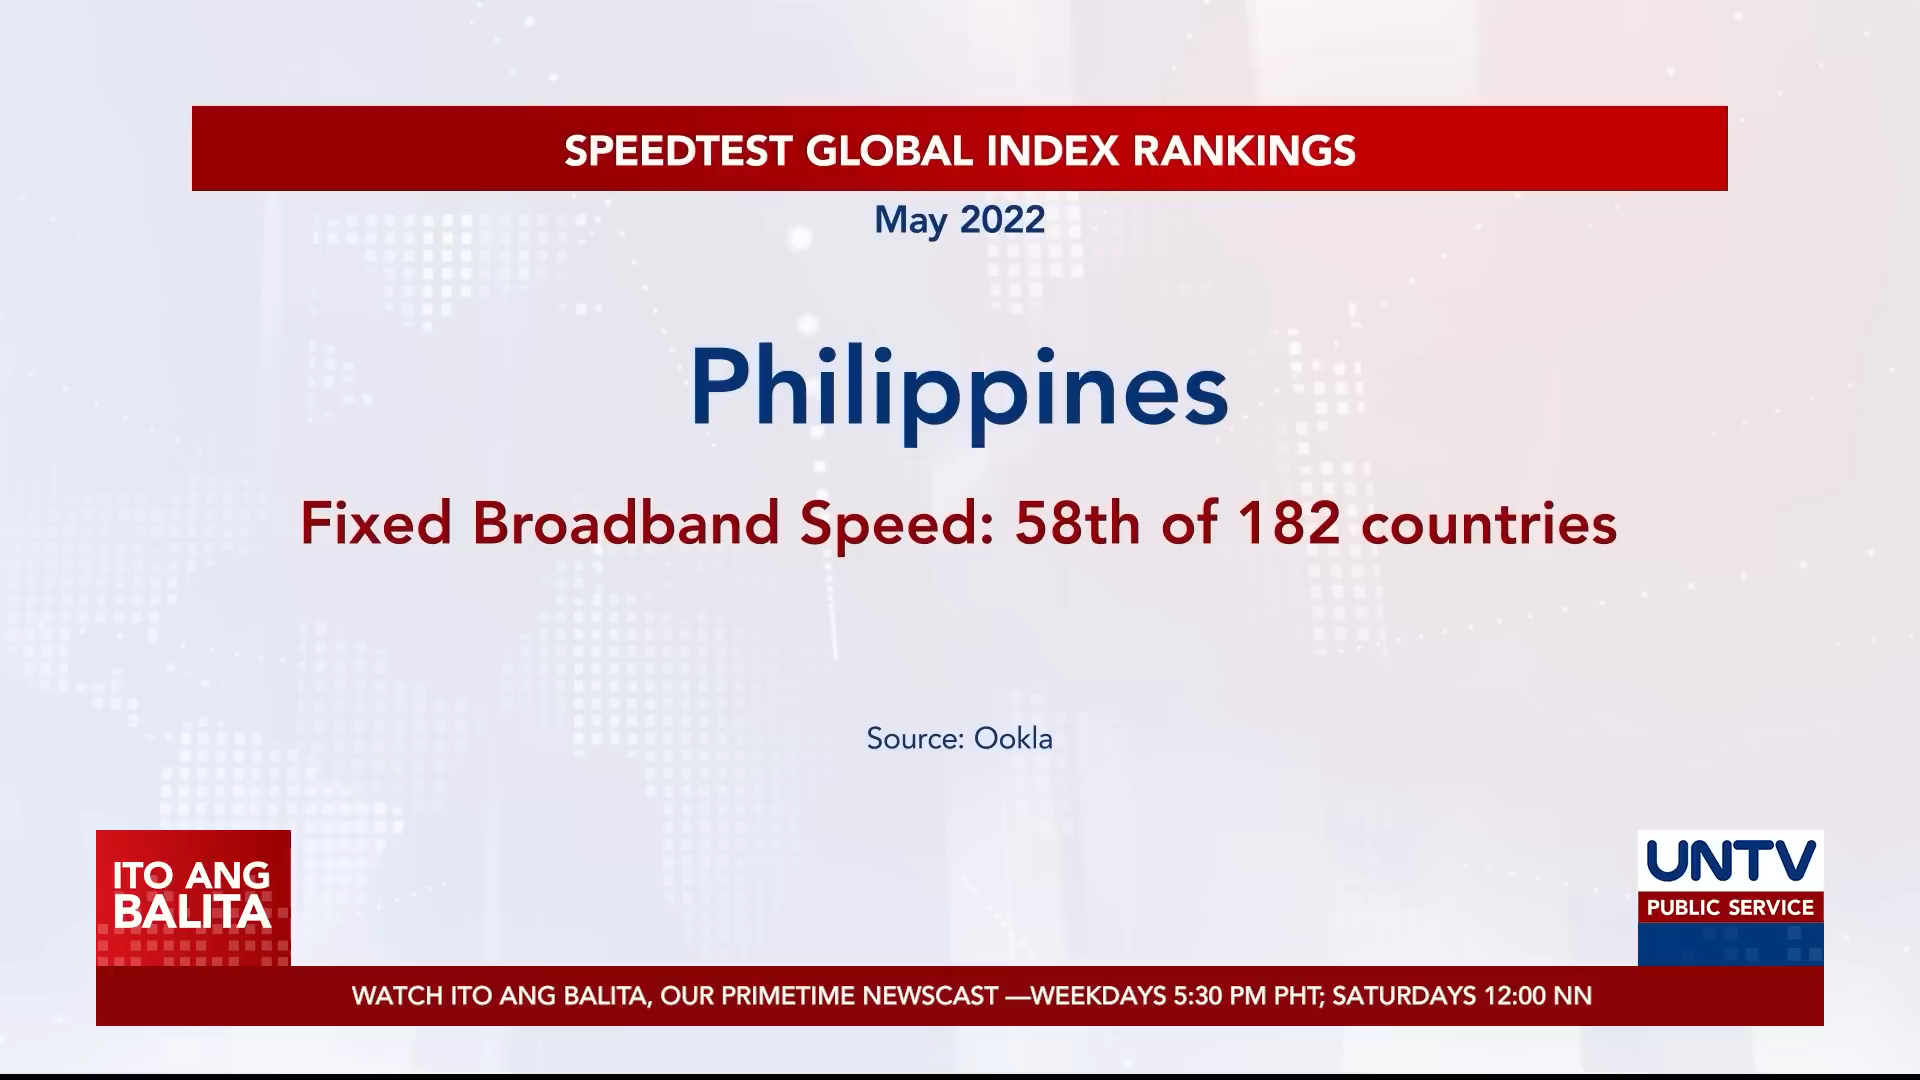 SPEEDTEST GLOBAL INDEX RANKINGS
May 2022
Philippines
Fixed Broadband Speed: 58th of 182 countries
Source: Ookla
ITO ANG
BALITA
UNTV
PUBLIC SERVICE
WATCH ITO ANG BALITA, OUR PRIMETIME NEWSCAST —WEEKDAYS 5:30 PM PHT; SATURDAYS 12:00 NN